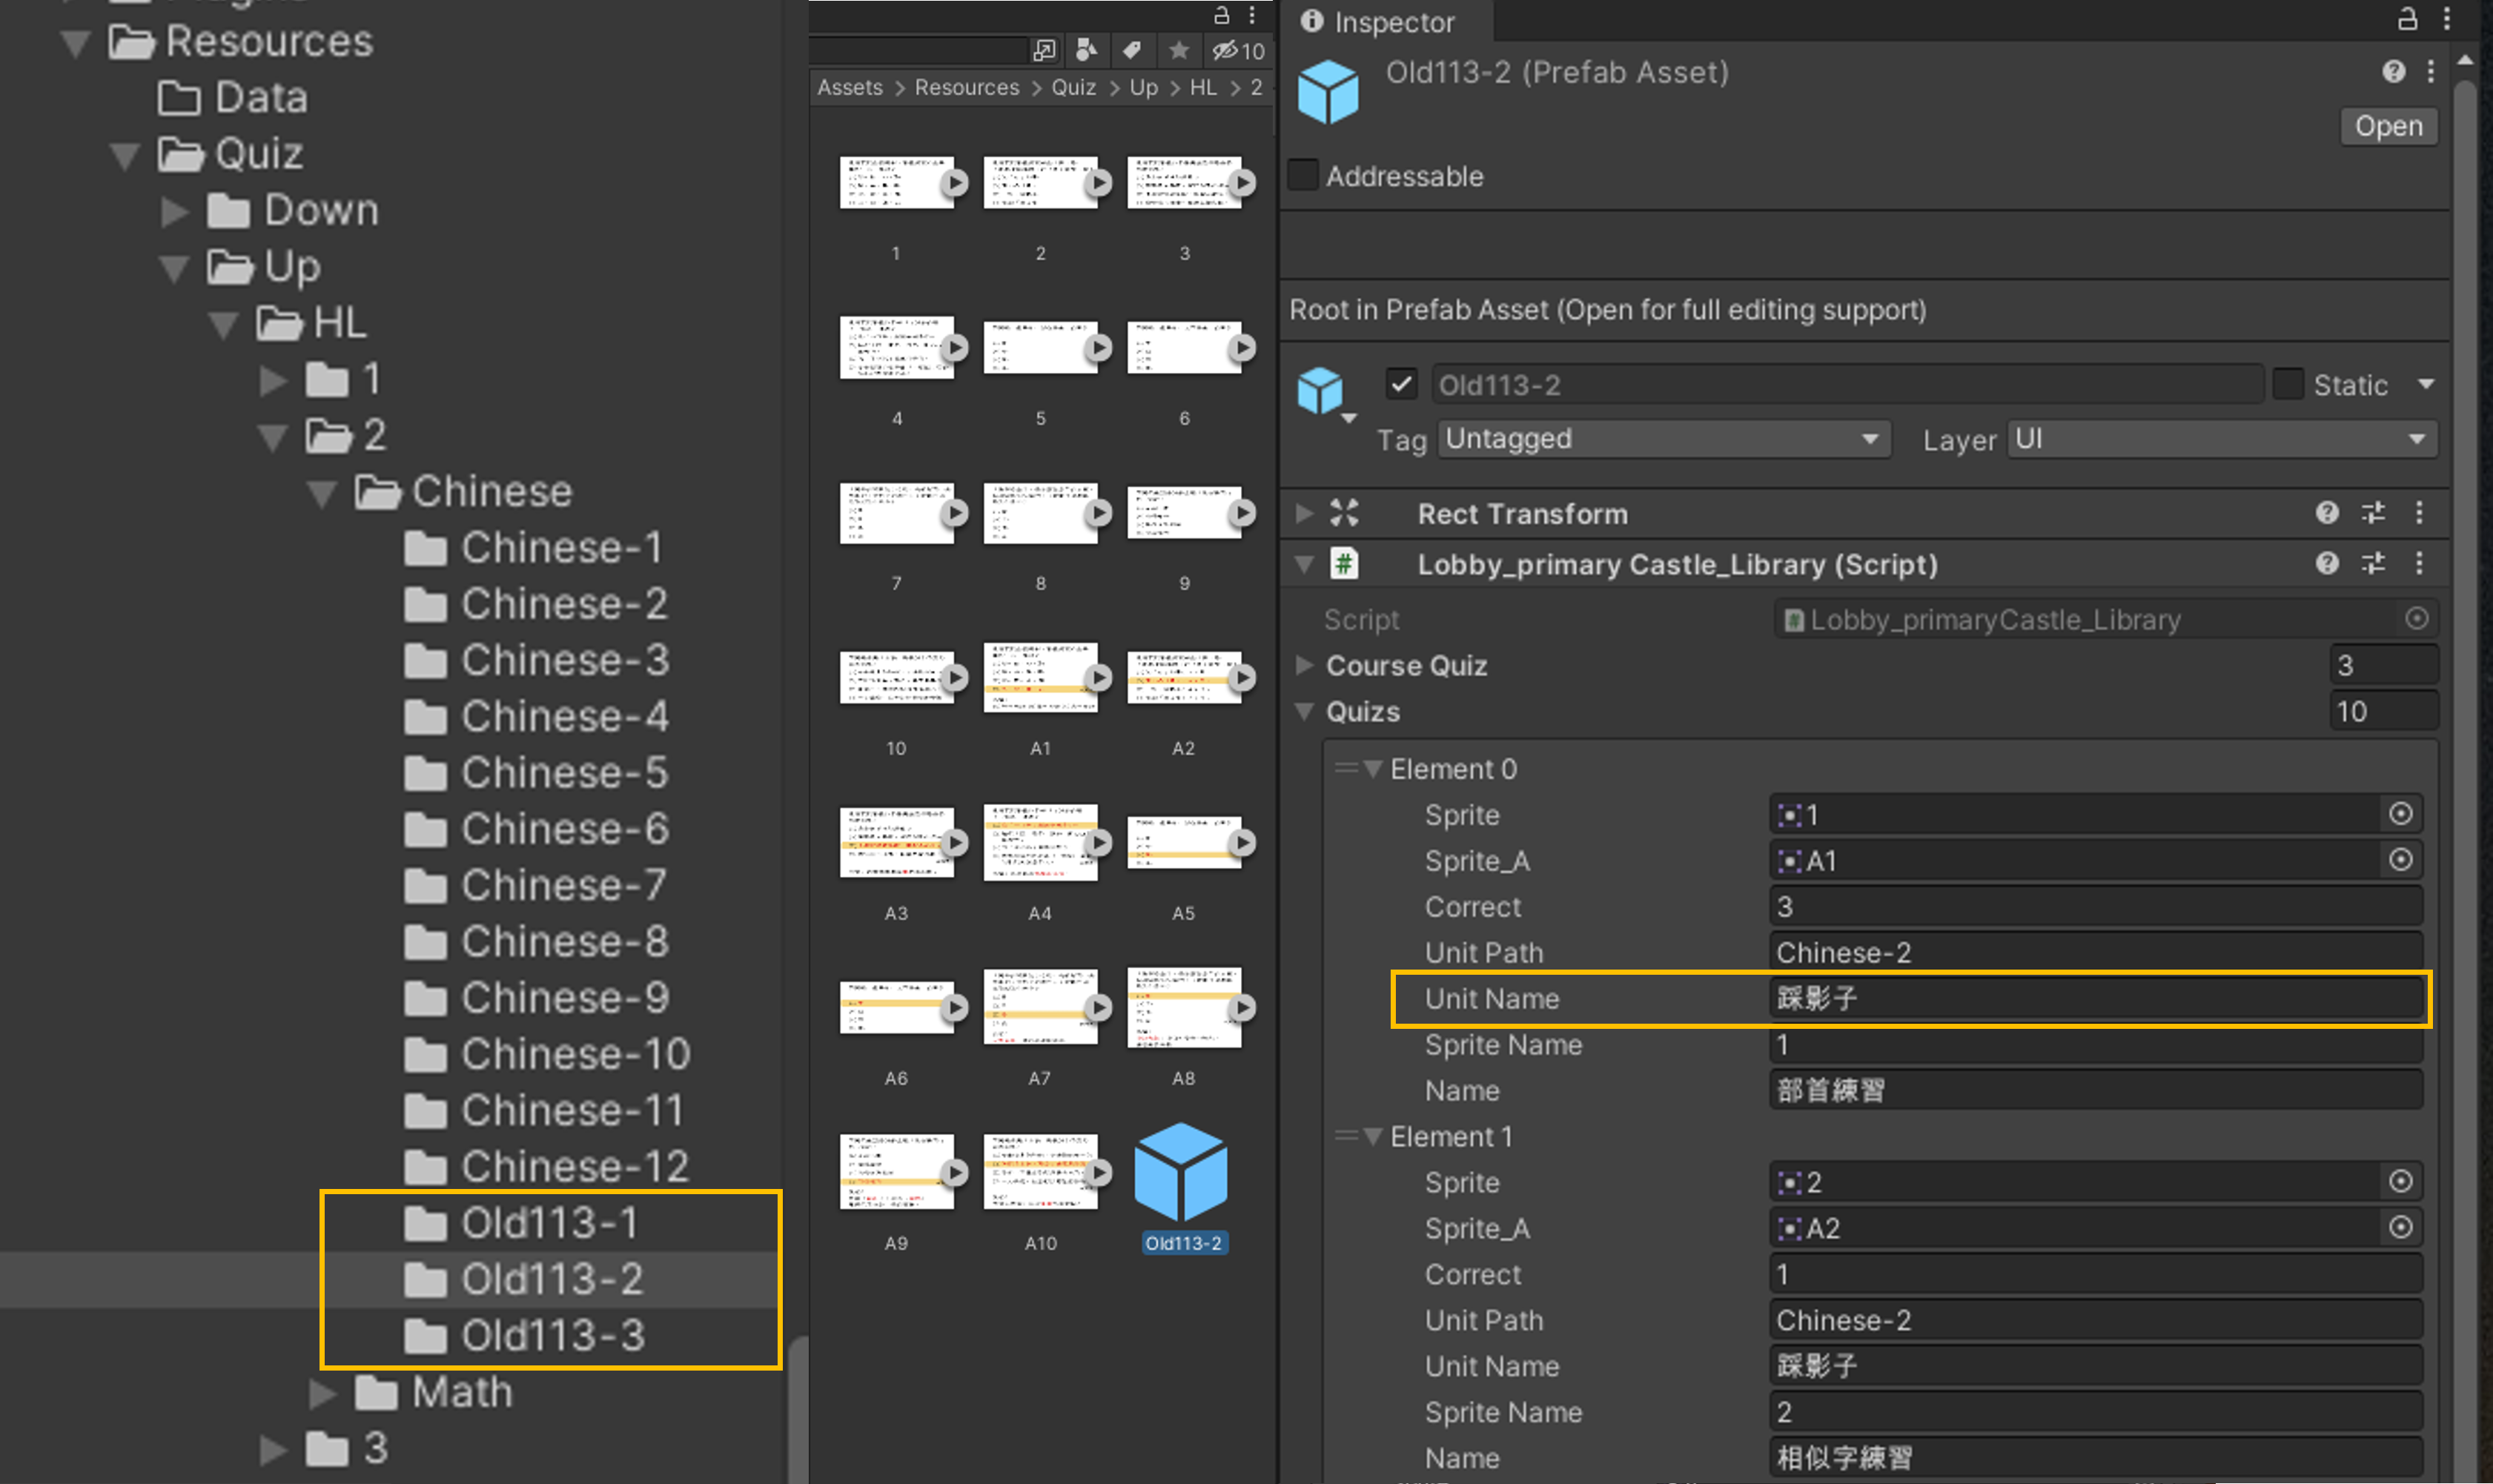 Resources
Data
Quiz
Down
Up
HL
1
2
Chinese
Chinese-1
Chinese-2
Chinese-3
Chinese-4
Chinese-5
Chinese-6
Chinese-7
Chinese-8
Chinese-9
Chinese-10
Chinese-11
Chinese-12
Old113-1
Old113-2
Old113-3
Math
3
10
Assets > Resources > Quiz > Up > HL > 2
1 2 3
4 5 6
7 8 9
10 A1 A2
A3 A4 A5
A6 A7 A8
A9 A10 Old113-2
Inspector
Old113-2 (Prefab Asset)
Open
Addressable
Root in Prefab Asset (Open for full editing support)
Old113-2 Static
Tag Untagged Layer UI
Rect Transform
Lobby_primary Castle_Library (Script)
Script Lobby_primaryCastle_Library
Course Quiz 3
Quizs 10
Element 0
Sprite 1
Sprite_A A1
Correct 3
Unit Path Chinese-2
Unit Name 踩影子
Sprite Name 1
Name 部首練習
Element 1
Sprite 2
Sprite_A A2
Correct 1
Unit Path Chinese-2
Unit Name 踩影子
Sprite Name 2
Name 相似字練習